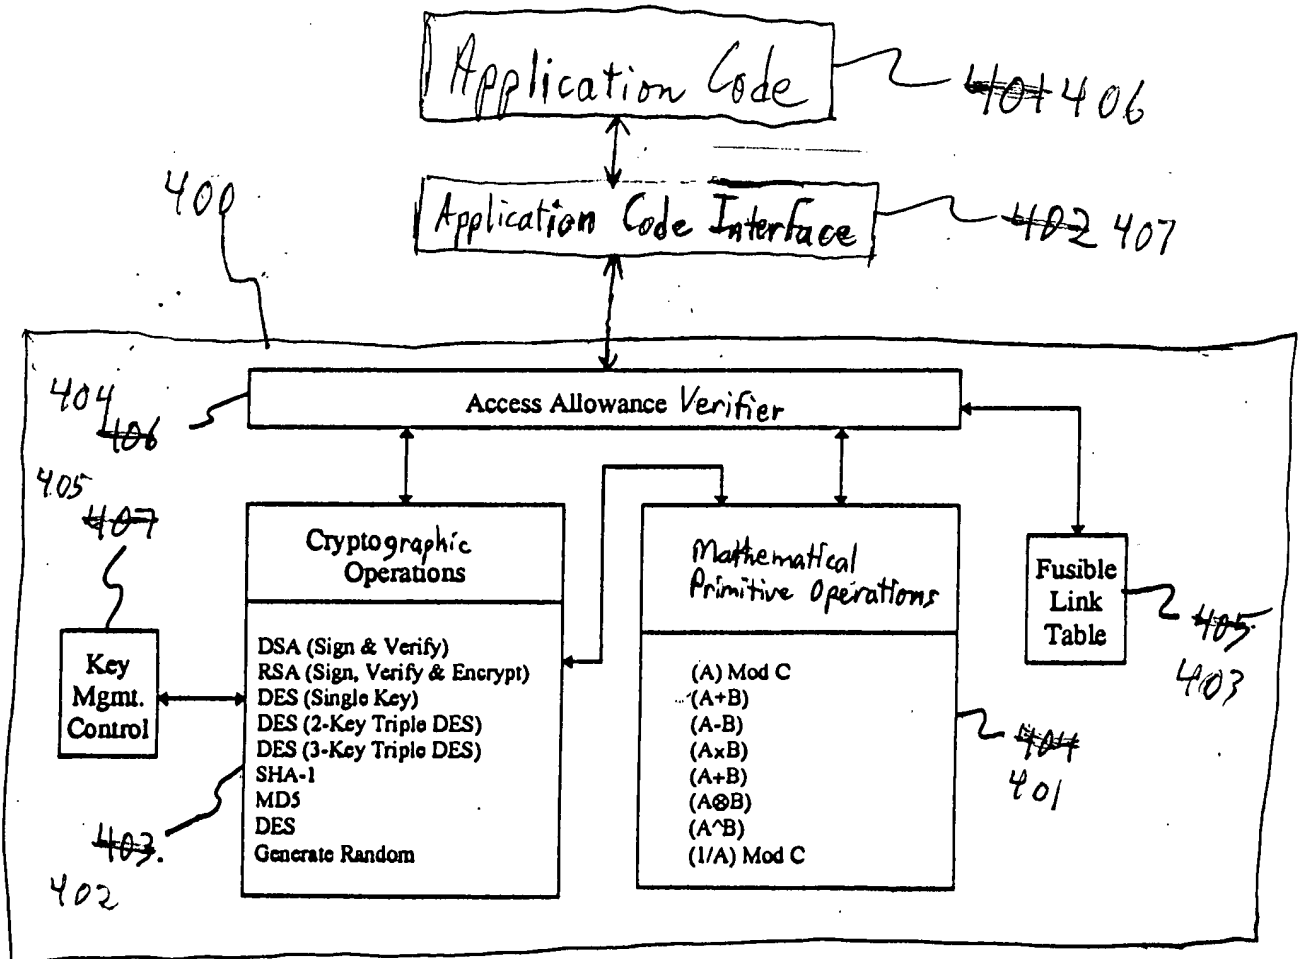 Application Code
401 406
400
Application Code Interface
402 407
404
406
Access Allowance Verifier
405
407
Cryptographic
Operations
Mathematical
Primitive Operations
Fusible
Link
Table
405
403
Key
Mgmt.
Control
DSA (Sign & Verify)
RSA (Sign, Verify & Encrypt)
DES (Single Key)
DES (2-Key Triple DES)
DES (3-Key Triple DES)
SHA-1
MD5
DES
Generate Random
(A) Mod C
(A+B)
(A-B)
(AxB)
(A+B)
(A⊗B)
(A^B)
(1/A) Mod C
404
401
403.
402